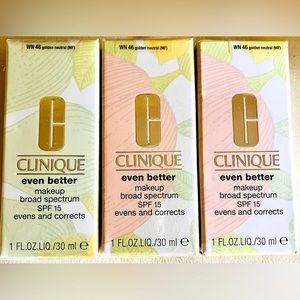 WN 46 golden neutral (MF)
CLINIQUE
even better
makeup
broad spectrum
SPF 15
evens and corrects
1 FL.OZ.LIQ./30 ml e
WN 46 golden neutral (MF)
CLINIQUE
even better
makeup
broad spectrum
SPF 15
evens and corrects
1 FL.OZ.LIQ./30 ml e
WN 46 golden neutral (MF)
CLINIQUE
even better
makeup
broad spectrum
SPF 15
evens and corrects
1 FL.OZ.LIQ./30 ml e